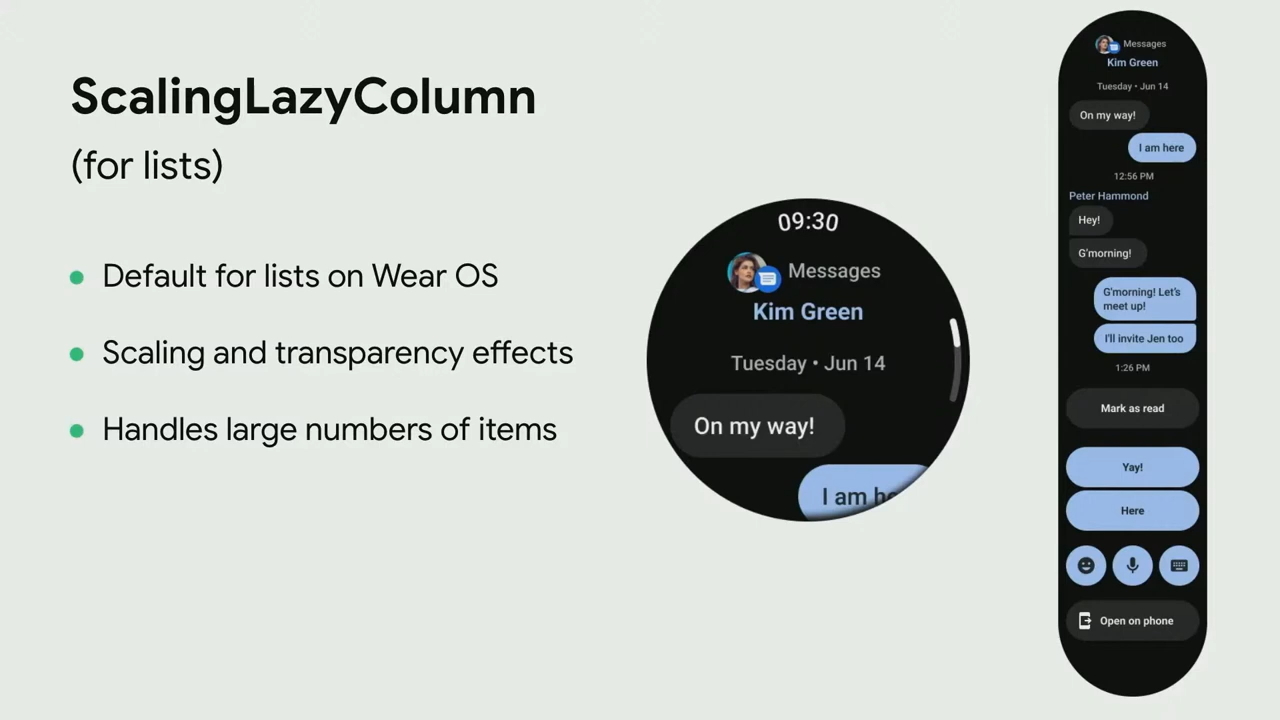 ScalingLazyColumn
(for lists)
Default for lists on Wear OS
Scaling and transparency effects
Handles large numbers of items
09:30
Messages
Kim Green
Tuesday • Jun 14
On my way!
I am he
Messages
Kim Green
Tuesday • Jun 14
On my way!
I am here
12:56 PM
Peter Hammond
Hey!
G'morning!
G'morning! Let's
meet up!
I'll invite Jen too
1:26 PM
Mark as read
Yay!
Here
Open on phone